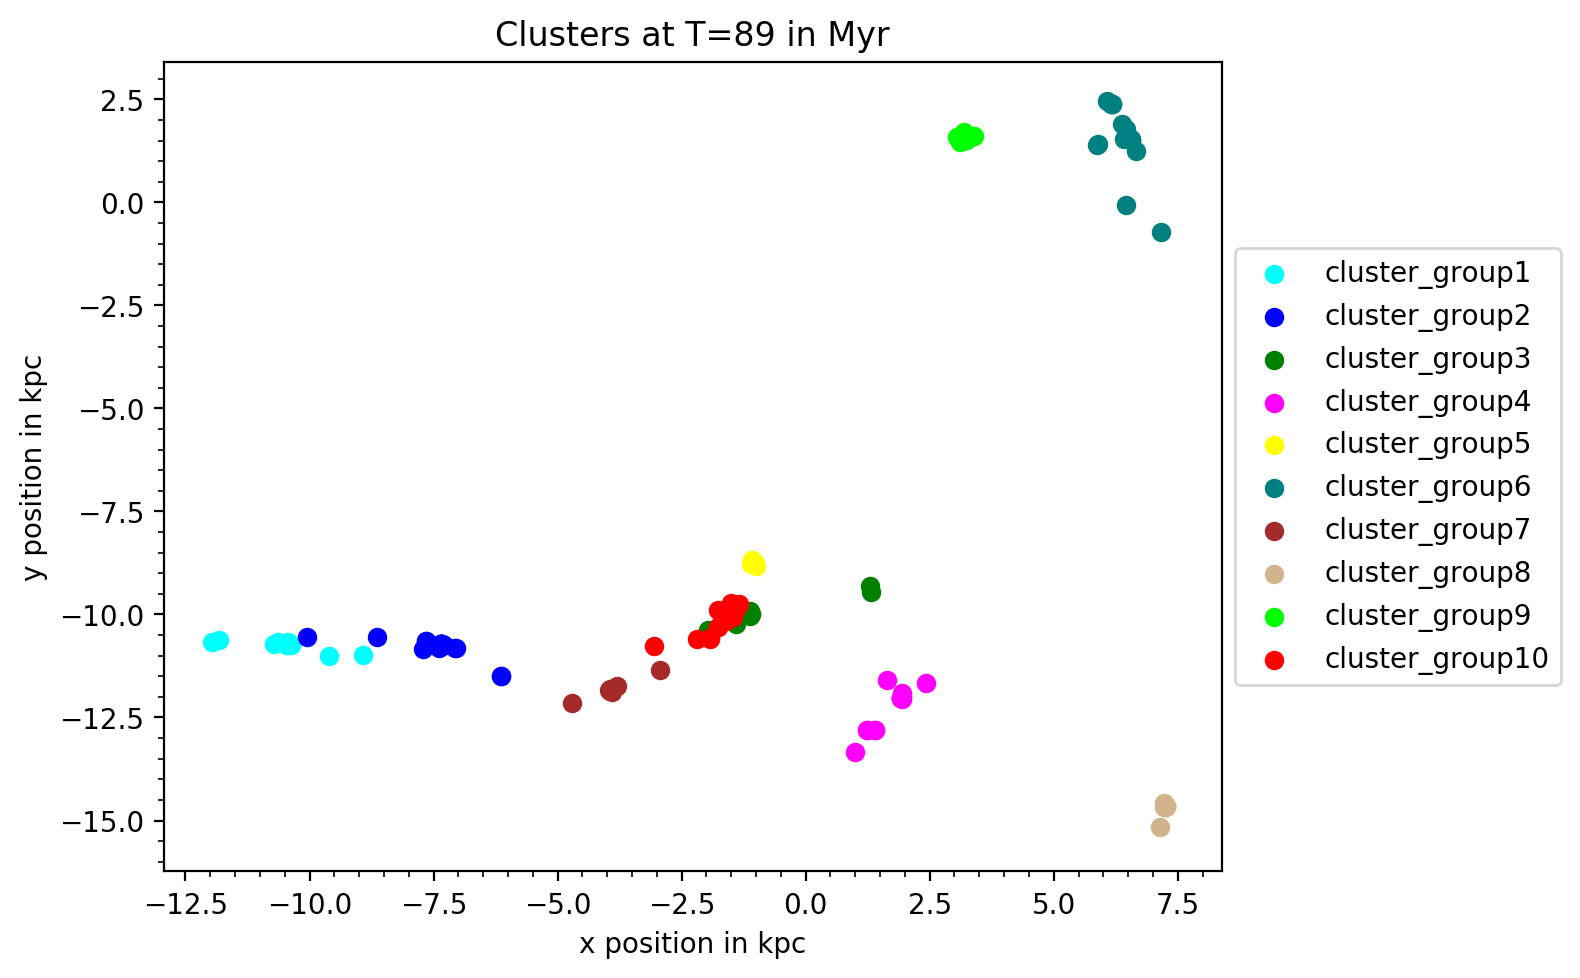 Clusters at T=89 in Myr
y position in kpc
2.5
0.0
−2.5
−5.0
−7.5
−10.0
−12.5
−15.0
−12.5 −10.0 −7.5 −5.0 −2.5 0.0 2.5 5.0 7.5
x position in kpc
cluster_group1
cluster_group2
cluster_group3
cluster_group4
cluster_group5
cluster_group6
cluster_group7
cluster_group8
cluster_group9
cluster_group10